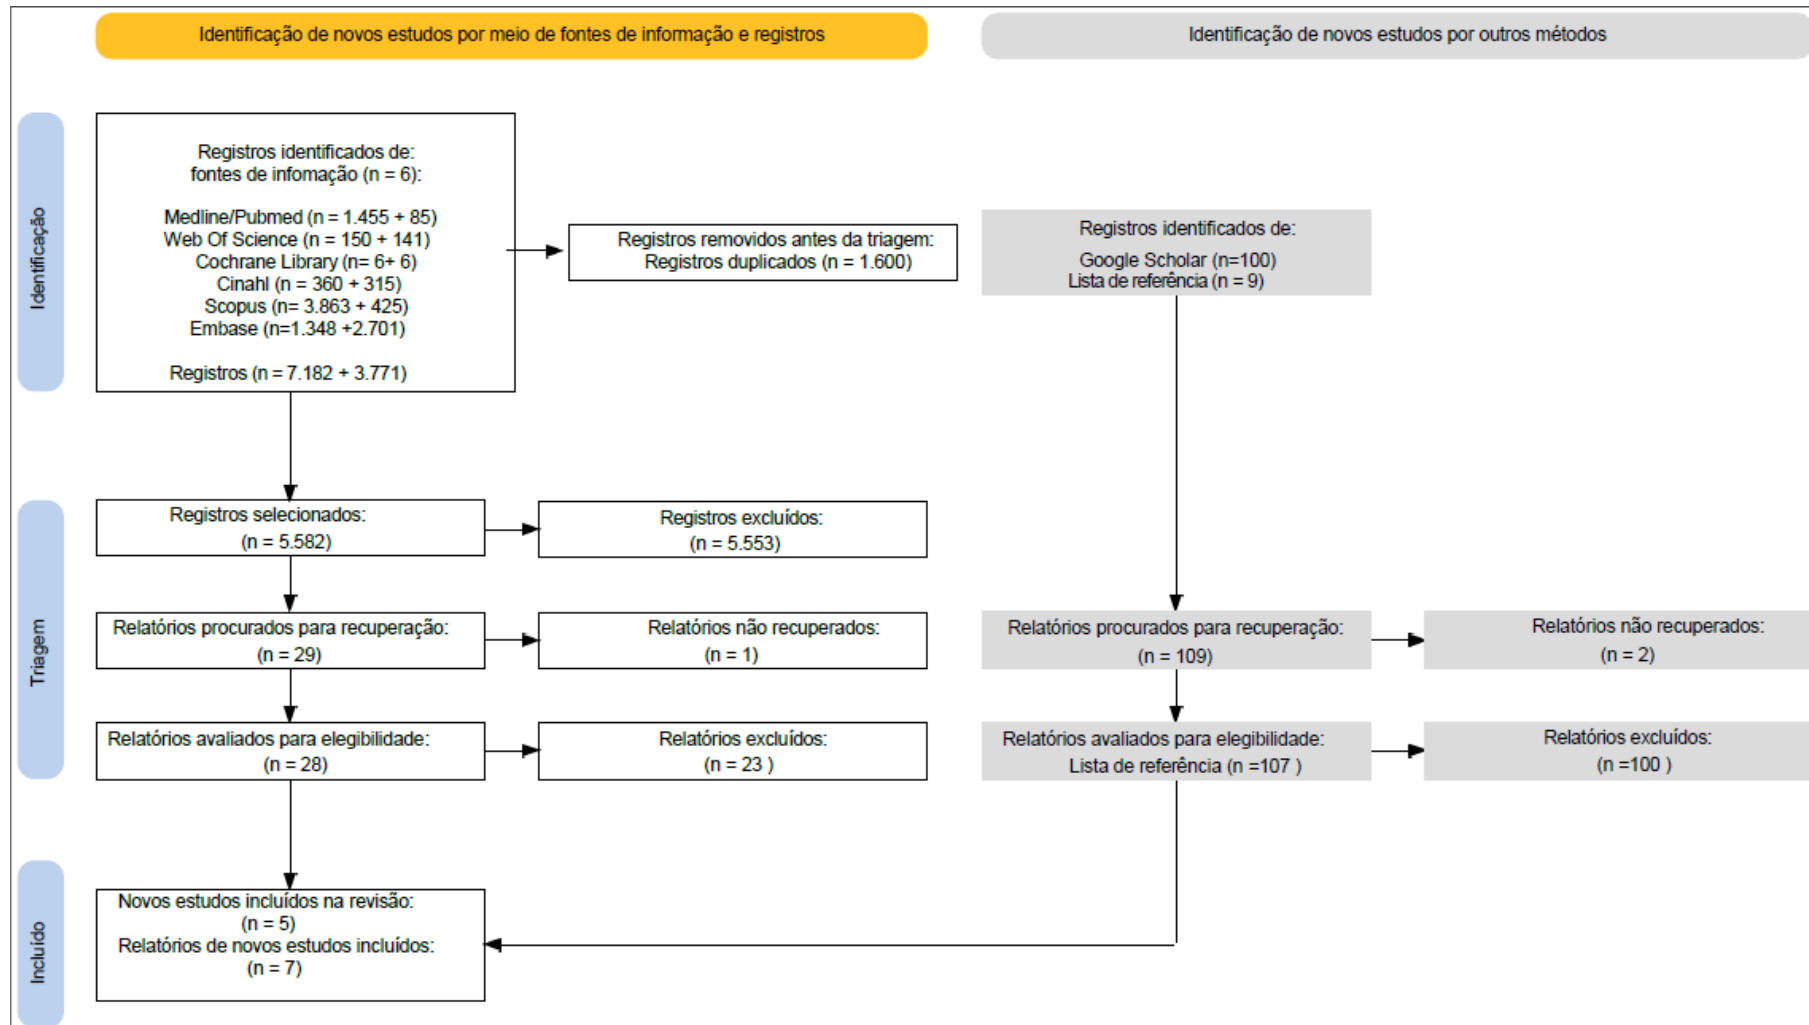 Identificação de novos estudos por meio de fontes de informação e registros
Identificação de novos estudos por outros métodos
Identificação
Registros identificados de:
fontes de infomação (n = 6):
Medline/Pubmed (n = 1.455 + 85)
Web Of Science (n = 150 + 141)
Cochrane Library (n= 6+ 6)
Cinahl (n = 360 + 315)
Scopus (n= 3.863 + 425)
Embase (n=1.348 +2.701)
Registros (n = 7.182 + 3.771)
Registros removidos antes da triagem:
Registros duplicados (n = 1.600)
Registros identificados de:
Google Scholar (n=100)
Lista de referência (n = 9)
Triagem
Registros selecionados:
(n = 5.582)
Registros excluídos:
(n = 5.553)
Relatórios procurados para recuperação:
(n = 29)
Relatórios não recuperados:
(n = 1)
Relatórios procurados para recuperação:
(n = 109)
Relatórios não recuperados:
(n = 2)
Relatórios avaliados para elegibilidade:
(n = 28)
Relatórios excluídos:
(n = 23 )
Relatórios avaliados para elegibilidade:
Lista de referência (n =107 )
Relatórios excluídos:
(n =100 )
Incluído
Novos estudos incluídos na revisão:
(n = 5)
Relatórios de novos estudos incluídos:
(n = 7)